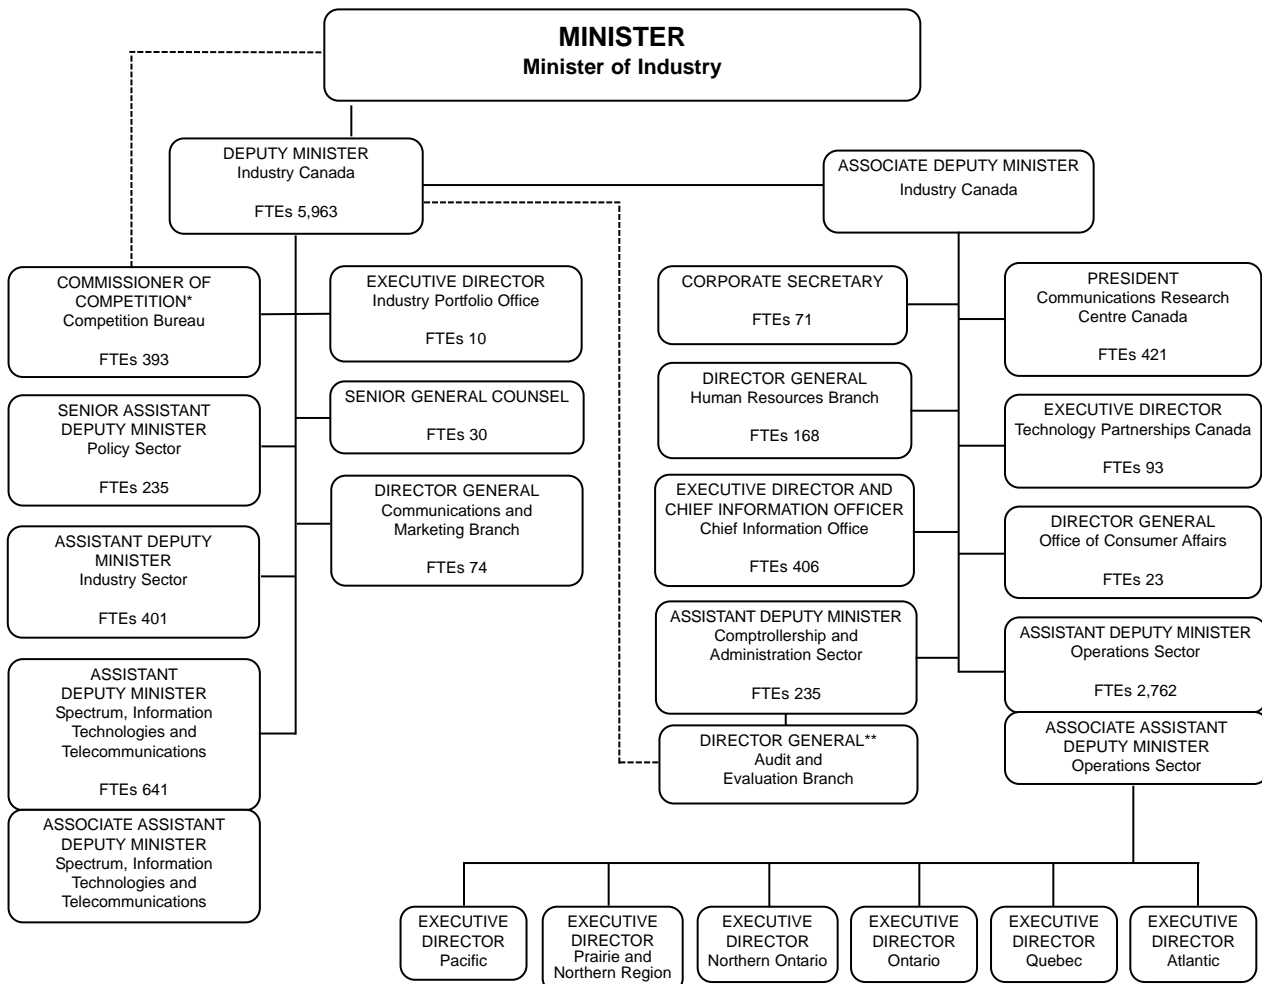 MINISTER
Minister of Industry
DEPUTY MINISTER
Industry Canada
FTEs 5,963
ASSOCIATE DEPUTY MINISTER
Industry Canada
COMMISSIONER OF
COMPETITION*
Competition Bureau
FTEs 393
EXECUTIVE DIRECTOR
Industry Portfolio Office
FTEs 10
CORPORATE SECRETARY
FTEs 71
PRESIDENT
Communications Research
Centre Canada
FTEs 421
SENIOR ASSISTANT
DEPUTY MINISTER
Policy Sector
FTEs 235
SENIOR GENERAL COUNSEL
FTEs 30
DIRECTOR GENERAL
Human Resources Branch
FTEs 168
EXECUTIVE DIRECTOR
Technology Partnerships Canada
FTEs 93
ASSISTANT DEPUTY
MINISTER
Industry Sector
FTEs 401
DIRECTOR GENERAL
Communications and
Marketing Branch
FTEs 74
EXECUTIVE DIRECTOR AND
CHIEF INFORMATION OFFICER
Chief Information Office
FTEs 406
DIRECTOR GENERAL
Office of Consumer Affairs
FTEs 23
ASSISTANT
DEPUTY MINISTER
Spectrum, Information
Technologies and
Telecommunications
FTEs 641
ASSISTANT DEPUTY MINISTER
Comptrollership and
Administration Sector
FTEs 235
ASSISTANT DEPUTY MINISTER
Operations Sector
FTEs 2,762
DIRECTOR GENERAL**
Audit and
Evaluation Branch
ASSOCIATE ASSISTANT
DEPUTY MINISTER
Operations Sector
ASSOCIATE ASSISTANT
DEPUTY MINISTER
Spectrum, Information
Technologies and
Telecommunications
EXECUTIVE
DIRECTOR
Pacific
EXECUTIVE
DIRECTOR
Prairie and
Northern Region
EXECUTIVE
DIRECTOR
Northern Ontario
EXECUTIVE
DIRECTOR
Ontario
EXECUTIVE
DIRECTOR
Quebec
EXECUTIVE
DIRECTOR
Atlantic